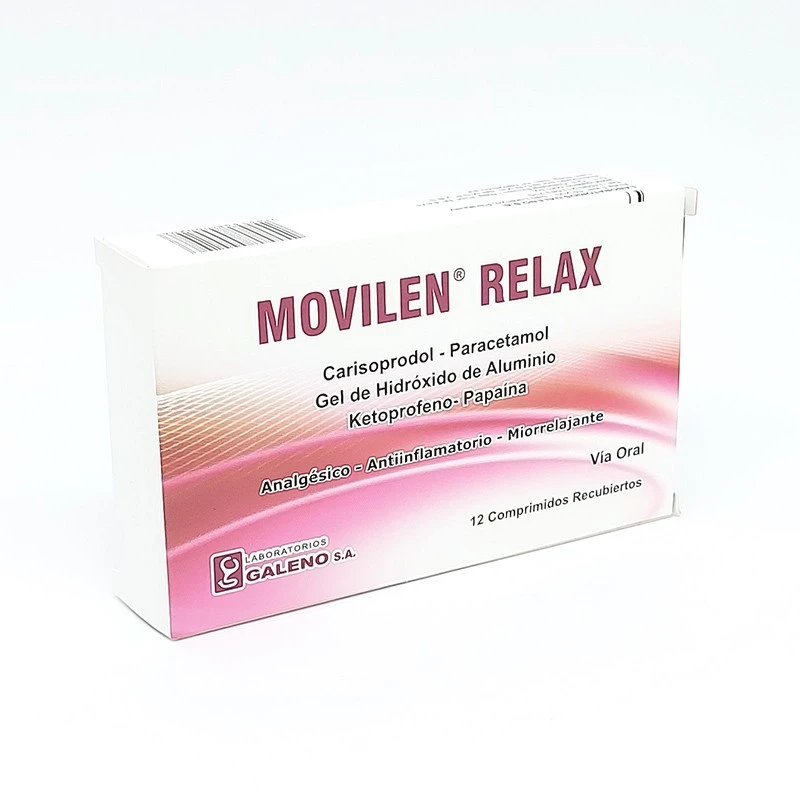 MOVILEN® RELAX
Carisoprodol - Paracetamol
Gel de Hidróxido de Aluminio
Ketoprofeno- Papaína
Analgésico - Antiinflamatorio - Miorrelajante
Vía Oral
12 Comprimidos Recubiertos
LABORATORIOS
GALENO S.A.